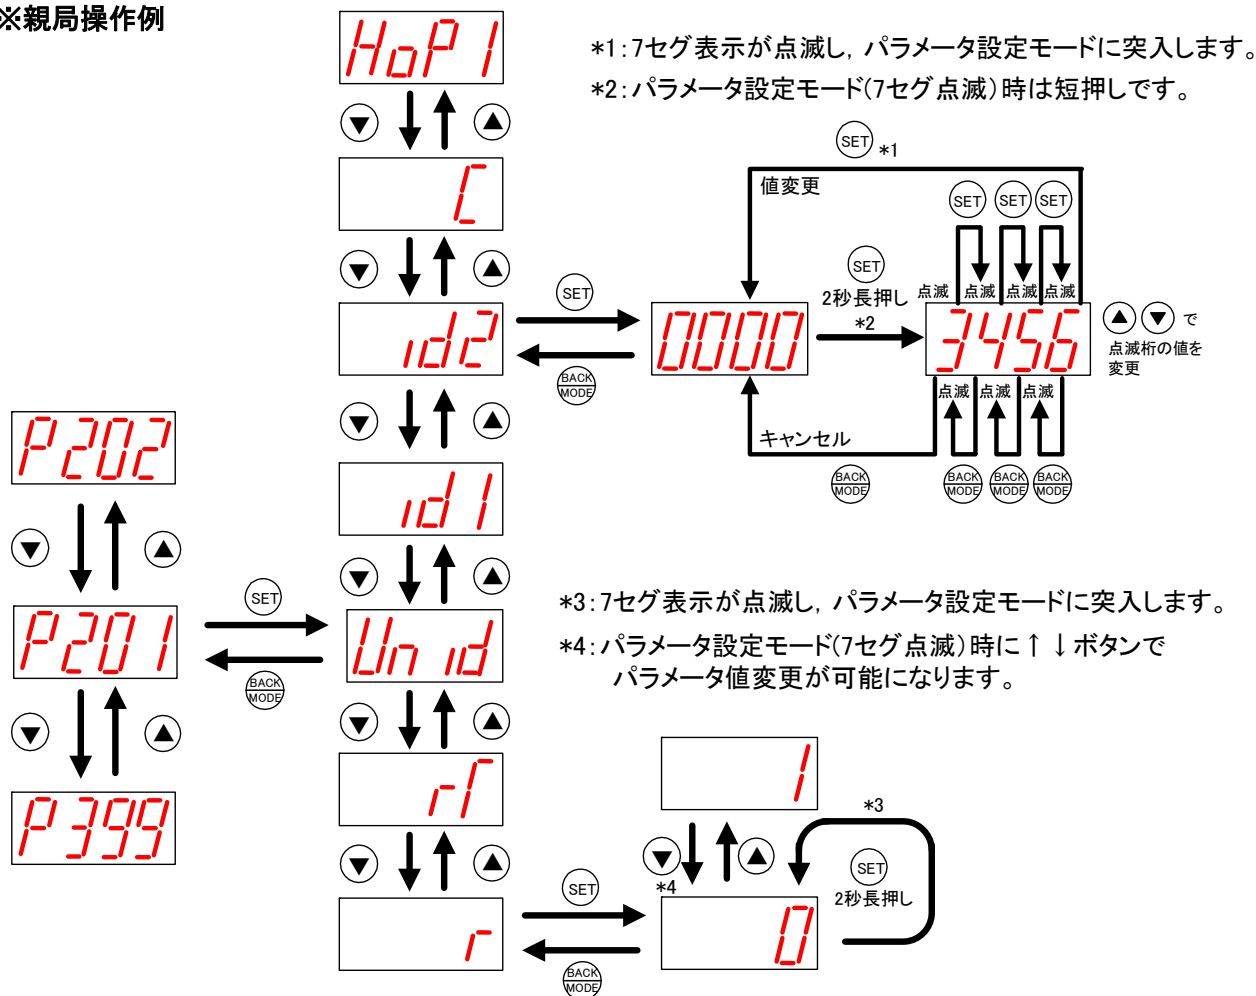 ※親局操作例
HoP1
*1:7セグ表示が点滅し，パラメータ設定モードに突入します。
*2:パラメータ設定モード(7セグ点滅)時は短押しです。
▼ ▲
SET *1
[
値変更
SET SET SET
▼ ▲
SET
SET
2秒長押し
*2
点滅 点滅 点滅 点滅
id2
0000
3456
▲ ▼ で
点滅桁の値を
変更
BACK
MODE
点滅 点滅 点滅
▼ ▲
キャンセル
BACK
MODE
BACK
MODE
BACK
MODE
BACK
MODE
P202
id1
▼ ▲
▼ ▲
SET
*3:7セグ表示が点滅し，パラメータ設定モードに突入します。
P201
Unid
*4:パラメータ設定モード(7セグ点滅)時に↑↓ボタンで
パラメータ値変更が可能になります。
BACK
MODE
▼ ▲
▼ ▲
1
P399
*3
▼ ▲
*4
▼ ▲
SET
SET
2秒長押し
r
0
BACK
MODE